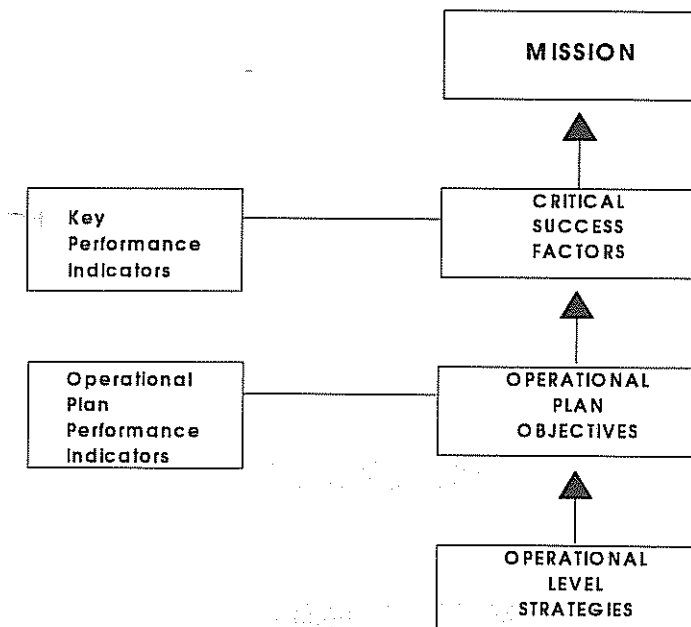 MISSION
Key
Performance
Indicators
CRITICAL
SUCCESS
FACTORS
Operational
Plan
Performance
Indicators
OPERATIONAL
PLAN
OBJECTIVES
OPERATIONAL
LEVEL
STRATEGIES